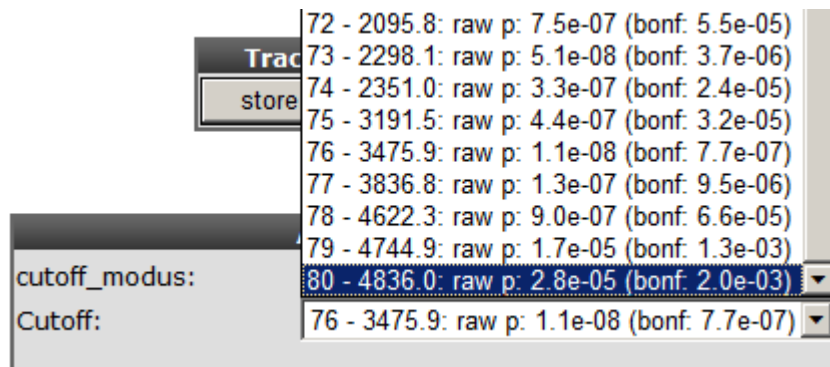 72 - 2095.8: raw p: 7.5e-07 (bonf: 5.5e-05)
Trac 73 - 2298.1: raw p: 5.1e-08 (bonf: 3.7e-06)
74 - 2351.0: raw p: 3.3e-07 (bonf: 2.4e-05)
store 75 - 3191.5: raw p: 4.4e-07 (bonf: 3.2e-05)
76 - 3475.9: raw p: 1.1e-08 (bonf: 7.7e-07)
77 - 3836.8: raw p: 1.3e-07 (bonf: 9.5e-06)
78 - 4622.3: raw p: 9.0e-07 (bonf: 6.6e-05)
79 - 4744.9: raw p: 1.7e-05 (bonf: 1.3e-03)
cutoff_modus: 80 - 4836.0: raw p: 2.8e-05 (bonf: 2.0e-03)
Cutoff: 76 - 3475.9: raw p: 1.1e-08 (bonf: 7.7e-07)